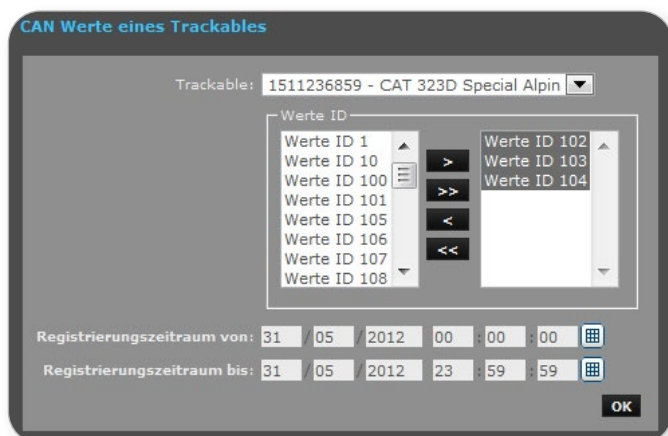 CAN Werte eines Trackables
Trackable: 1511236859 - CAT 323D Special Alpin
Werte ID
Werte ID 1
Werte ID 10
Werte ID 100
Werte ID 101
Werte ID 105
Werte ID 106
Werte ID 107
Werte ID 108
>
>>
<
<<
Werte ID 102
Werte ID 103
Werte ID 104
Registrierungszeitraum von: 31 / 05 / 2012 00 : 00 : 00
Registrierungszeitraum bis: 31 / 05 / 2012 23 : 59 : 59
OK